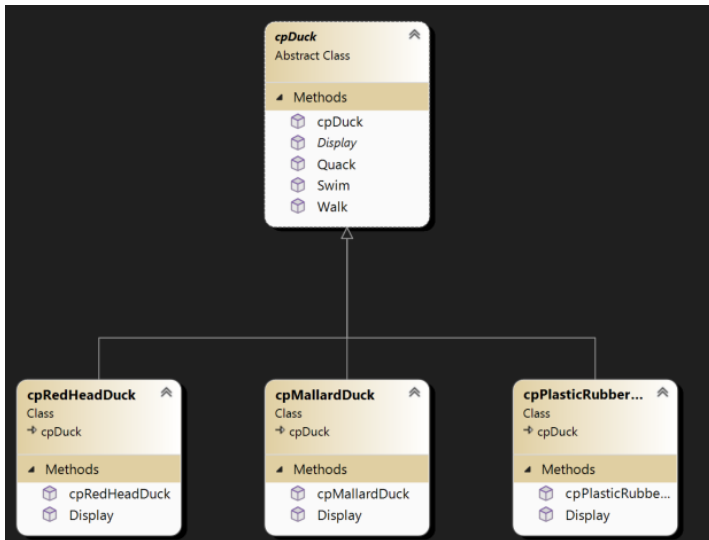 cpDuck
Abstract Class
Methods
cpDuck
Display
Quack
Swim
Walk
cpRedHeadDuck
Class
cpDuck
Methods
cpRedHeadDuck
Display
cpMallardDuck
Class
cpDuck
Methods
cpMallardDuck
Display
cpPlasticRubber...
Class
cpDuck
Methods
cpPlasticRubbe...
Display